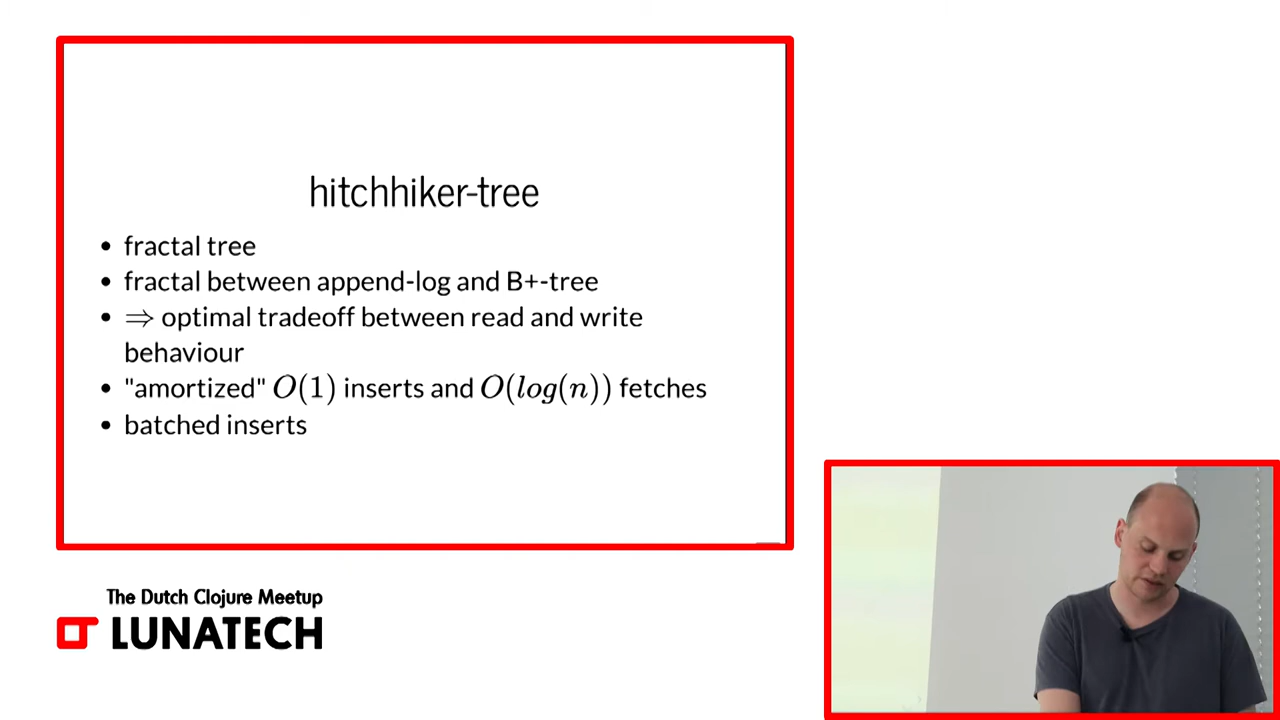 hitchhiker-tree
• fractal tree
• fractal between append-log and B+-tree
• ⇒ optimal tradeoff between read and write
behaviour
• "amortized" O(1) inserts and O(log(n)) fetches
• batched inserts
The Dutch Clojure Meetup
LUNATECH